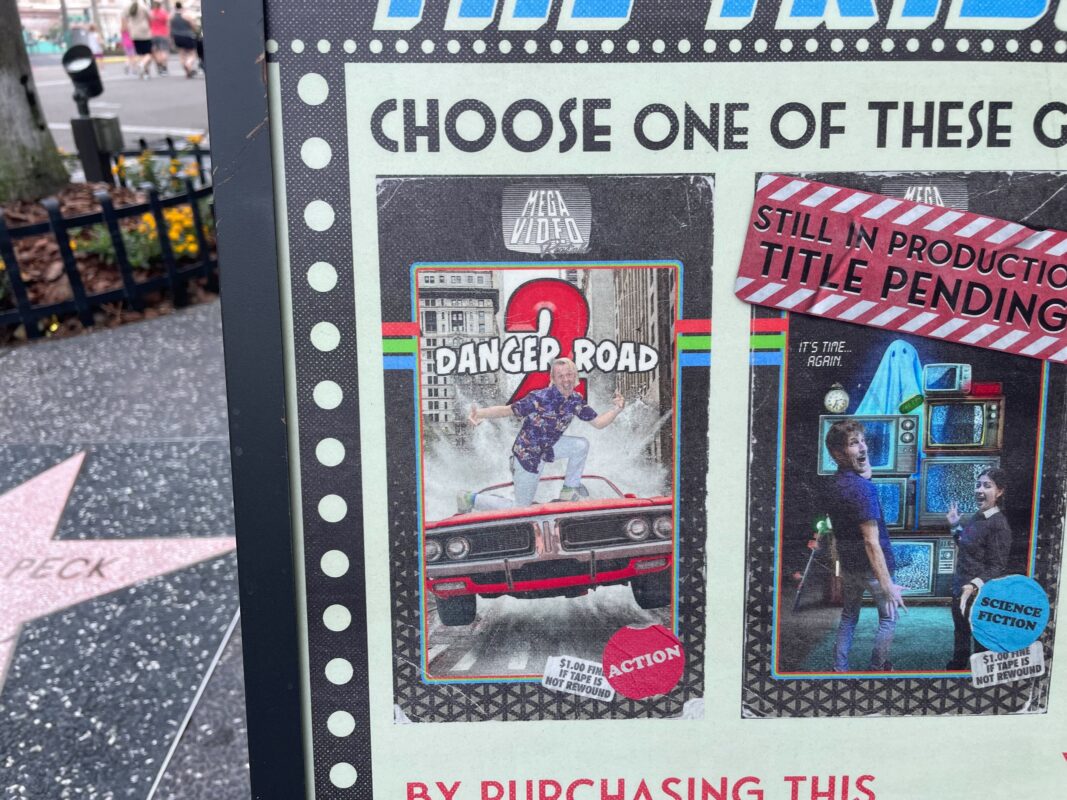 CHOOSE ONE OF THESE G
MEGA
VIDEO
DANGER 2 ROAD
$1.00 FINE
IF TAPE IS
NOT REWOUND
ACTION
MEGA
STILL IN PRODUCTIO
TITLE PENDING
IT'S TIME...
AGAIN.
SCIENCE
FICTION
$1.00 FINE
IF TAPE IS
NOT REWOUND
BY PURCHASING THIS
PECK